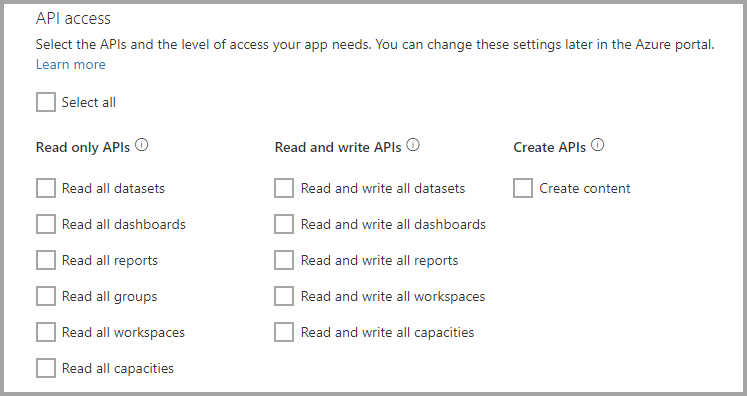 API access
Select the APIs and the level of access your app needs. You can change these settings later in the Azure portal.
Learn more
Select all
Read only APIs
Read and write APIs
Create APIs
Read all datasets
Read and write all datasets
Create content
Read all dashboards
Read and write all dashboards
Read all reports
Read and write all reports
Read all groups
Read and write all workspaces
Read all workspaces
Read and write all capacities
Read all capacities